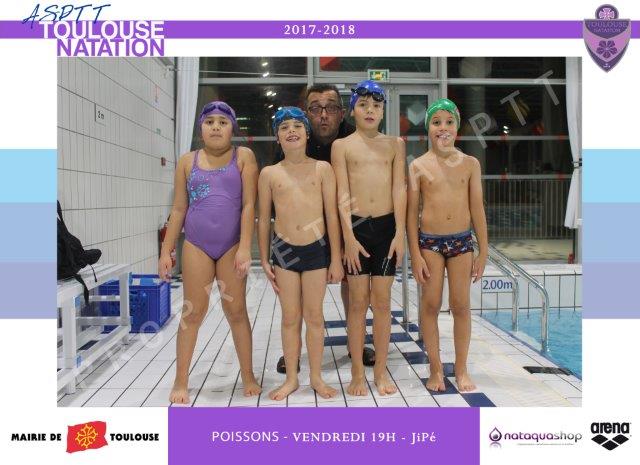 ASPTT
TOULOUSE
NATATION
2017-2018
TOULOUSE
NATATION
PROPRIÉTÉ ASPTT
2m
2.00m
MAIRIE DE TOULOUSE
POISSONS - VENDREDI 19H - JiPé
nataquashop
arena